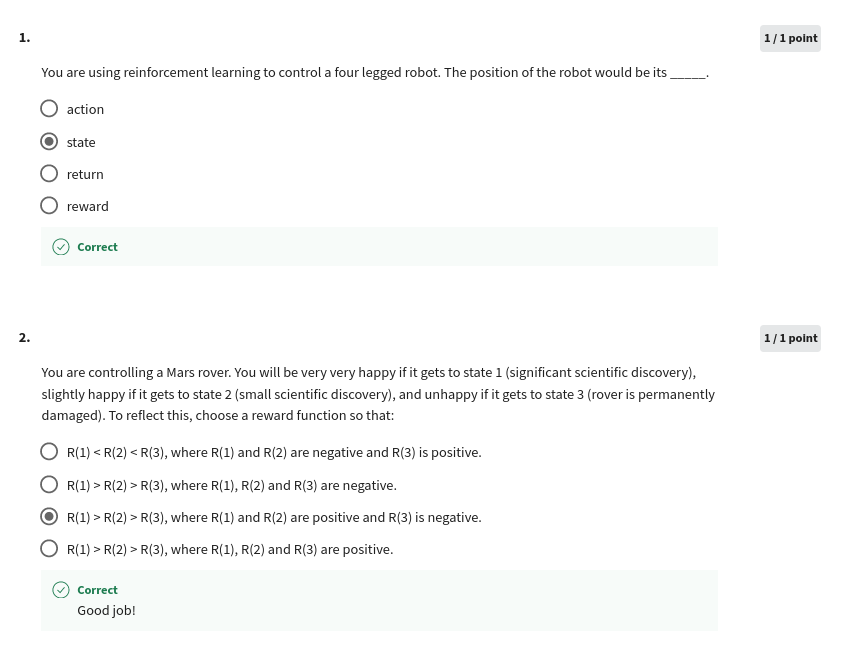 1.
1 / 1 point
You are using reinforcement learning to control a four legged robot. The position of the robot would be its _____.
action
state
return
reward
Correct
2.
1 / 1 point
You are controlling a Mars rover. You will be very very happy if it gets to state 1 (significant scientific discovery),
slightly happy if it gets to state 2 (small scientific discovery), and unhappy if it gets to state 3 (rover is permanently
damaged). To reflect this, choose a reward function so that:
R(1) < R(2) < R(3), where R(1) and R(2) are negative and R(3) is positive.
R(1) > R(2) > R(3), where R(1), R(2) and R(3) are negative.
R(1) > R(2) > R(3), where R(1) and R(2) are positive and R(3) is negative.
R(1) > R(2) > R(3), where R(1), R(2) and R(3) are positive.
Correct
Good job!